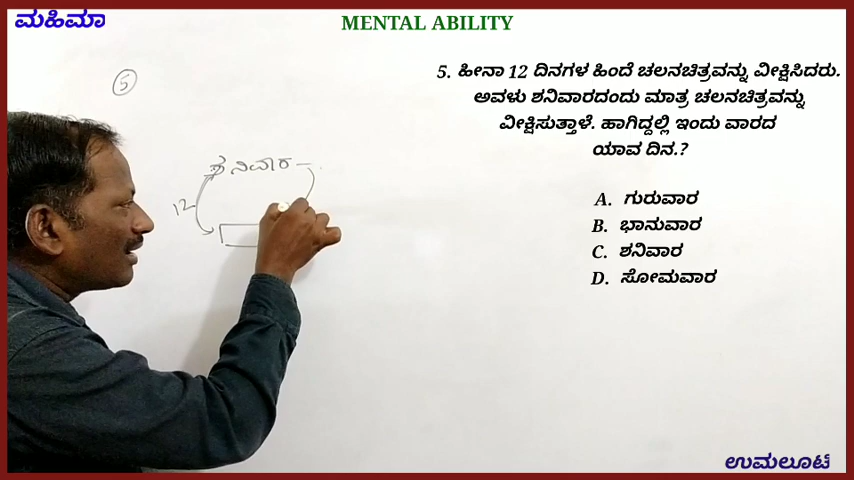 ಮಹಿಮಾ
MENTAL ABILITY
5
5. ಹೀನಾ 12 ದಿನಗಳ ಹಿಂದೆ ಚಲನಚಿತ್ರವನ್ನು ವೀಕ್ಷಿಸಿದರು.
ಅವಳು ಶನಿವಾರದಂದು ಮಾತ್ರ ಚಲನಚಿತ್ರವನ್ನು
ವೀಕ್ಷಿಸುತ್ತಾಳೆ. ಹಾಗಿದ್ದಲ್ಲಿ ಇಂದು ವಾರದ
ಯಾವ ದಿನ.?
ಶನಿವಾರ
12
A. ಗುರುವಾರ
B. ಭಾನುವಾರ
C. ಶನಿವಾರ
D. ಸೋಮವಾರ
ಉಮಲೂಟಿ